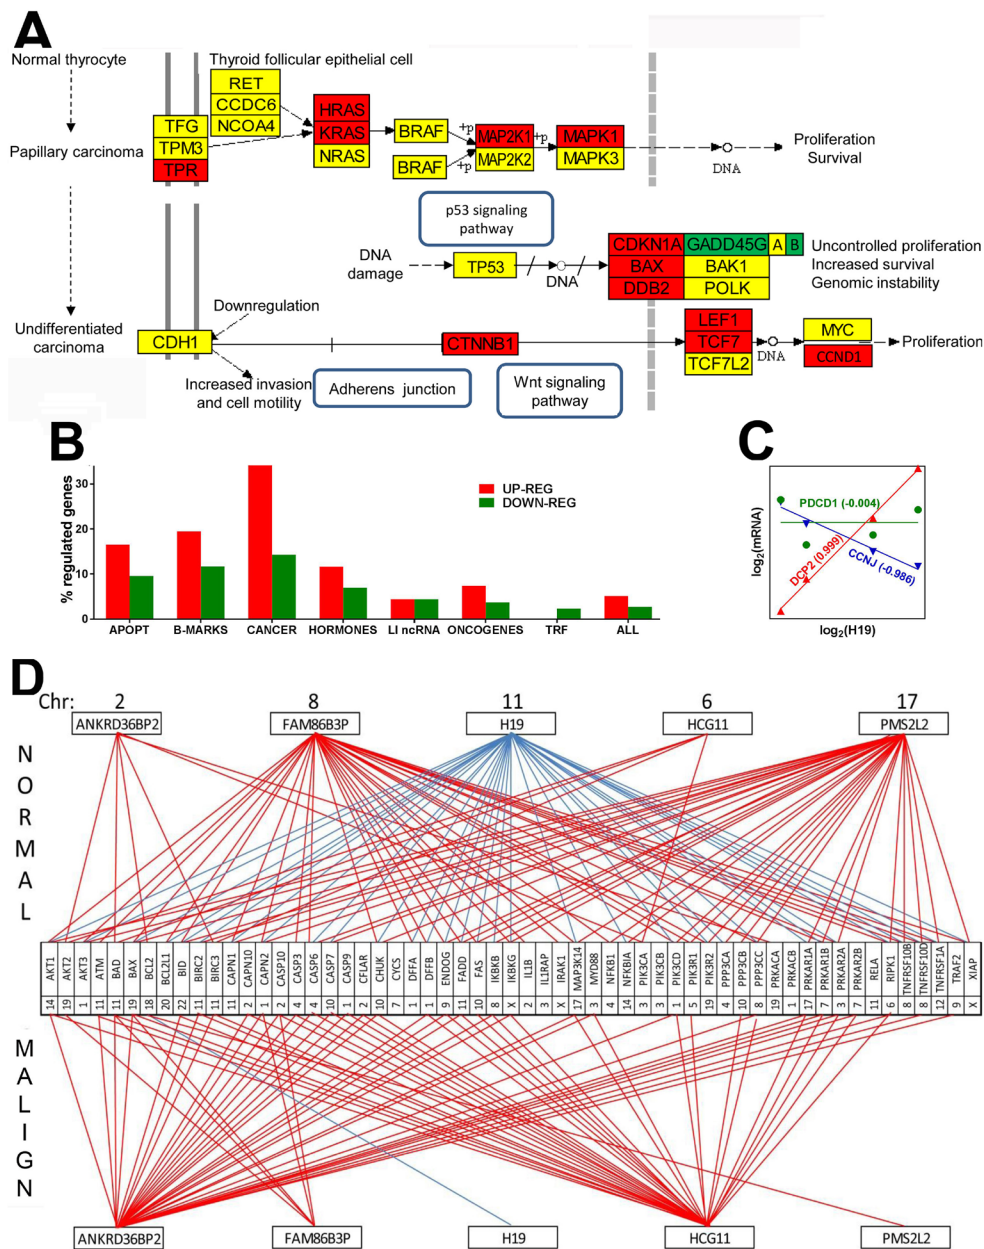 A
Normal thyrocyte
Thyroid follicular epithelial cell
RET
CCDC6
NCOA4
TFG
TPM3
TPR
Papillary carcinoma
HRAS
KRAS
NRAS
BRAF
BRAF
+p
+p
+p
MAP2K1
MAP2K2
MAPK1
MAPK3
DNA
Proliferation
Survival
p53 signaling
pathway
DNA
damage
TP53
DNA
CDKN1A
GADD45G
A
B
BAX
BAK1
DDB2
POLK
Uncontrolled proliferation
Increased survival
Genomic instability
Downregulation
Undifferentiated
carcinoma
CDH1
CTNNB1
LEF1
TCF7
TCF7L2
DNA
MYC
CCND1
Proliferation
Increased invasion
and cell motility
Adherens junction
Wnt signaling
pathway
B
% regulated genes
30
20
10
0
UP-REG
DOWN-REG
APOPT B-MARKS CANCER HORMONES LI ncRNA ONCOGENES TRF ALL
C
log2(mRNA)
PDCD1 (-0.004)
DCP2 (0.999)
CCNJ (-0.986)
log2(H19)
D
Chr: 2 8 11 6 17
ANKRD36BP2 FAM86B3P H19 HCG11 PMS2L2
NORMAL
AKT1 AKT2 AKT3 ATM BAD BAX BCL2 BCL2L1 BID BIRC2 BIRC3 CAPN1 CAPN10 CAPN2 CASP10 CASP3 CASP6 CASP7 CASP9 CFLAR CHUK CYCS DFFA DFFB ENDOG FADD FAS IKBKB IKBKG IL1B IL1RAP IRAK1 MAP3K14 MYD88 NFKB1 NFKBIA PIK3CA PIK3CB PIK3CD PIK3R1 PIK3R2 PPP3CA PPP3CB PPP3CC PRKACA PRKACB PRKAR1A PRKAR1B PRKAR2A PRKAR2B RELA RIPK1 TNFRSF10B TNFRSF10D TNFRSF1A TRAF2 XIAP
14 19 1 11 11 19 18 20 22 11 11 11 2 1 2 4 6 10 1 2 10 7 1 1 9 11 10 8 X 2 3 X 17 3 4 14 3 3 1 5 19 4 10 8 19 1 17 7 3 7 11 6 8 8 12 9 X
MALIGN
ANKRD36BP2 FAM86B3P H19 HCG11 PMS2L2